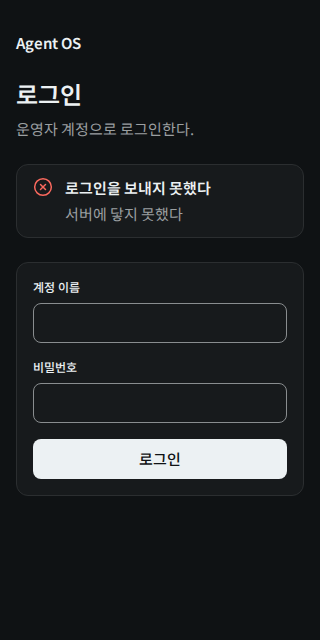 Agent OS
로그인
운영자 계정으로 로그인한다.
로그인을 보내지 못했다
서버에 닿지 못했다
계정 이름
비밀번호
로그인